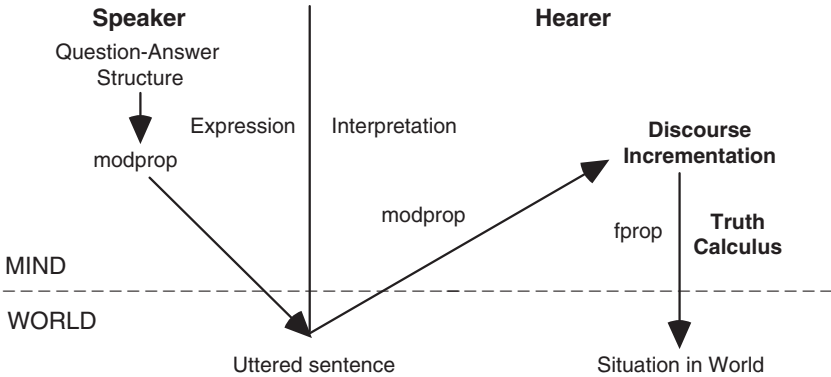 Speaker
Hearer
Question-Answer
Structure
Expression
Interpretation
modprop
Discourse
Incrementation
modprop
fprop
Truth
Calculus
MIND
WORLD
Uttered sentence
Situation in World